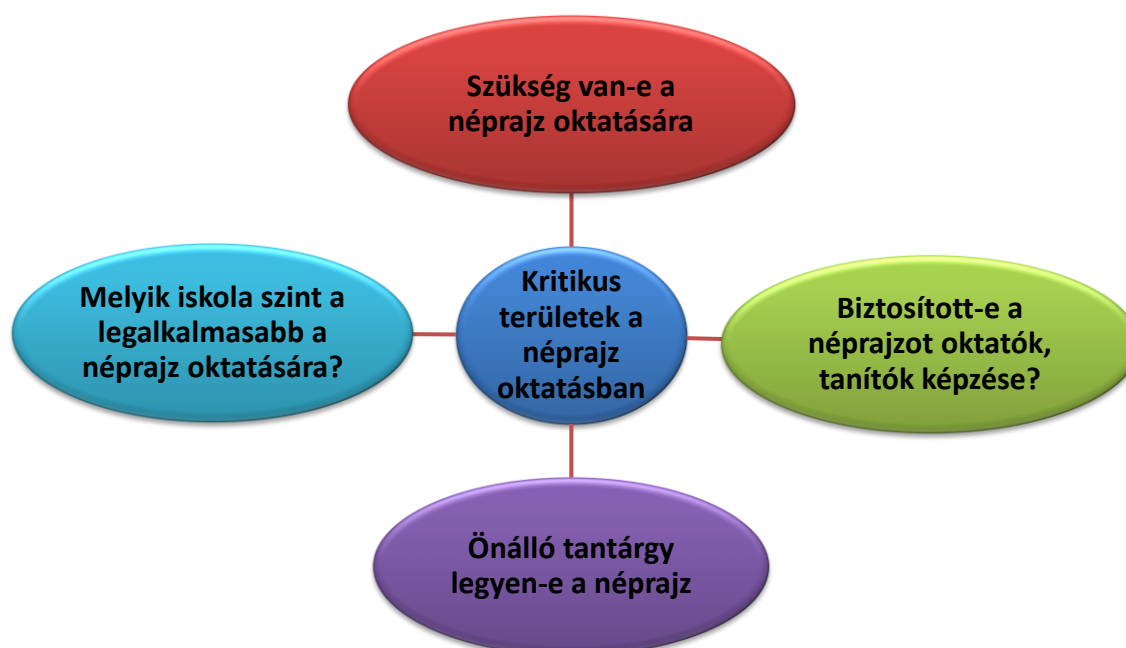 Szükség van-e a
néprajz oktatására
Melyik iskola szint a
legalkalmasabb a
néprajz oktatására?
Kritikus
területek a
néprajz
oktatásban
Biztosított-e a
néprajzot oktatók,
tanítók képzése?
Önálló tantárgy
legyen-e a néprajz